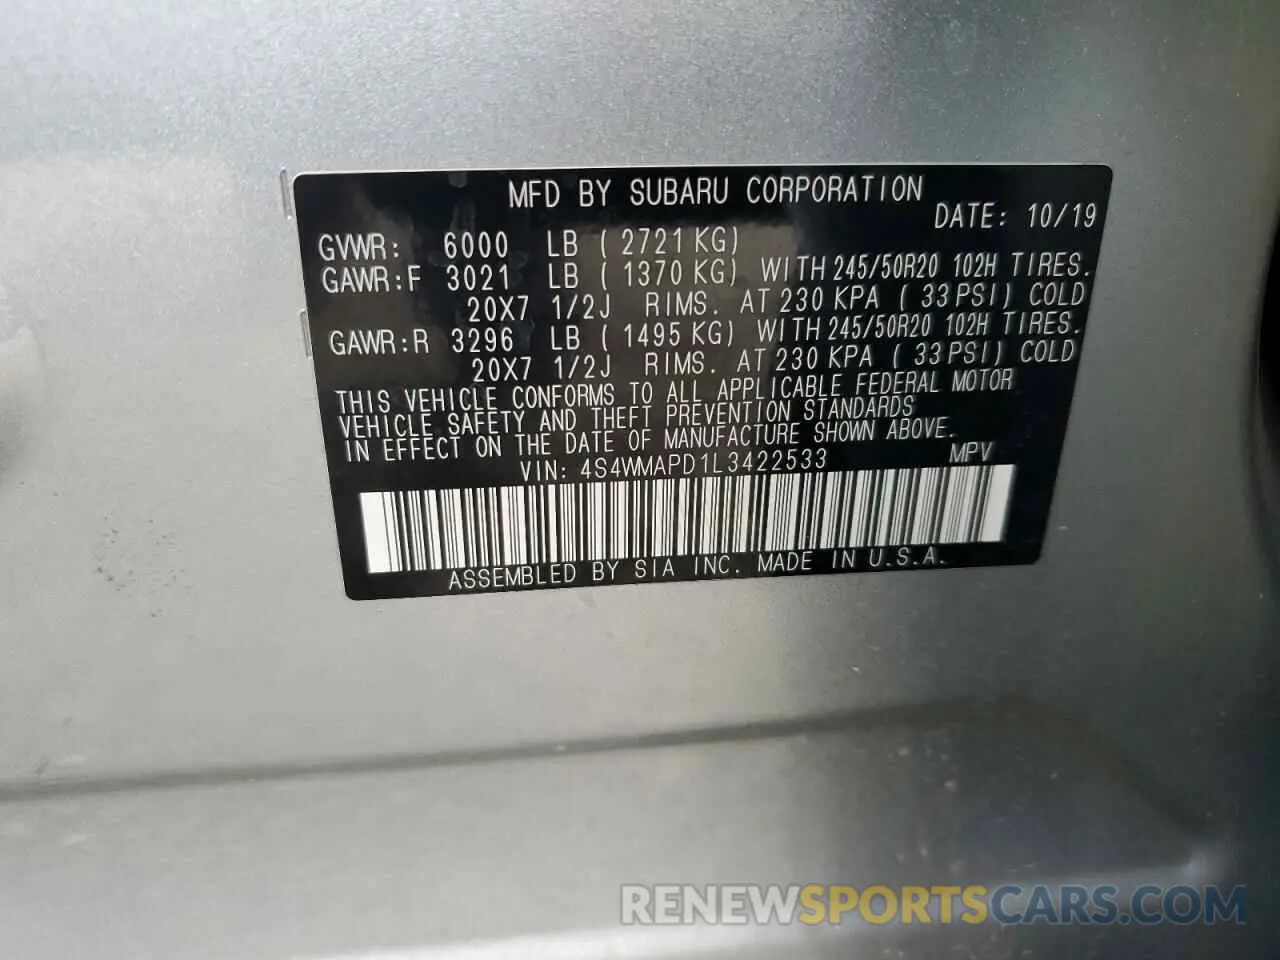 MFD BY SUBARU CORPORATION
DATE: 10/19
GVWR: 6000 LB ( 2721 KG)
GAWR:F 3021 LB ( 1370 KG) WITH 245/50R20 102H TIRES.
20X7 1/2J RIMS. AT 230 KPA ( 33 PSI) COLD
GAWR:R 3296 LB ( 1495 KG) WITH 245/50R20 102H TIRES.
20X7 1/2J RIMS. AT 230 KPA ( 33 PSI) COLD
THIS VEHICLE CONFORMS TO ALL APPLICABLE FEDERAL MOTOR
VEHICLE SAFETY AND THEFT PREVENTION STANDARDS
IN EFFECT ON THE DATE OF MANUFACTURE SHOWN ABOVE.
VIN: 4S4WMAPD1L3422533 MPV
ASSEMBLED BY SIA INC. MADE IN U.S.A.
RENEWSPORTSCARS.COM